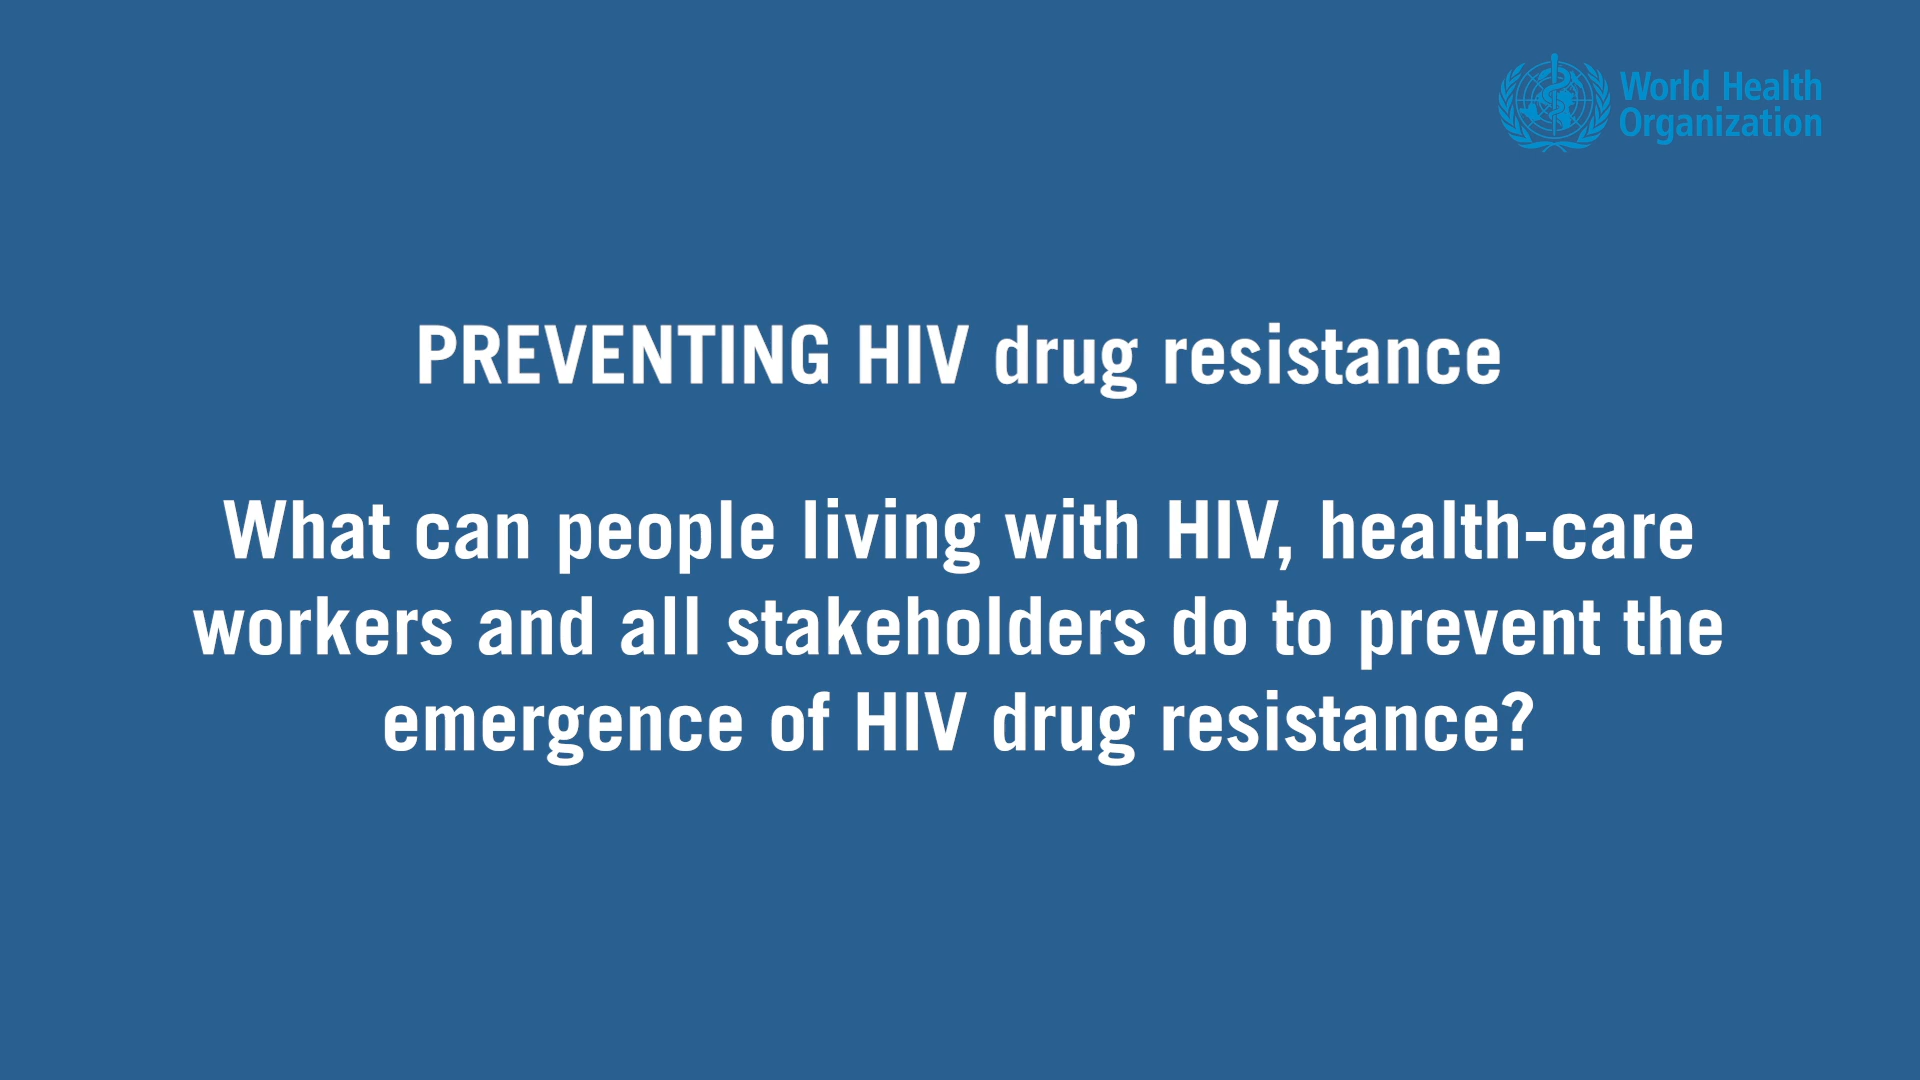 World Health
Organization
PREVENTING HIV drug resistance
What can people living with HIV, health-care
workers and all stakeholders do to prevent the
emergence of HIV drug resistance?